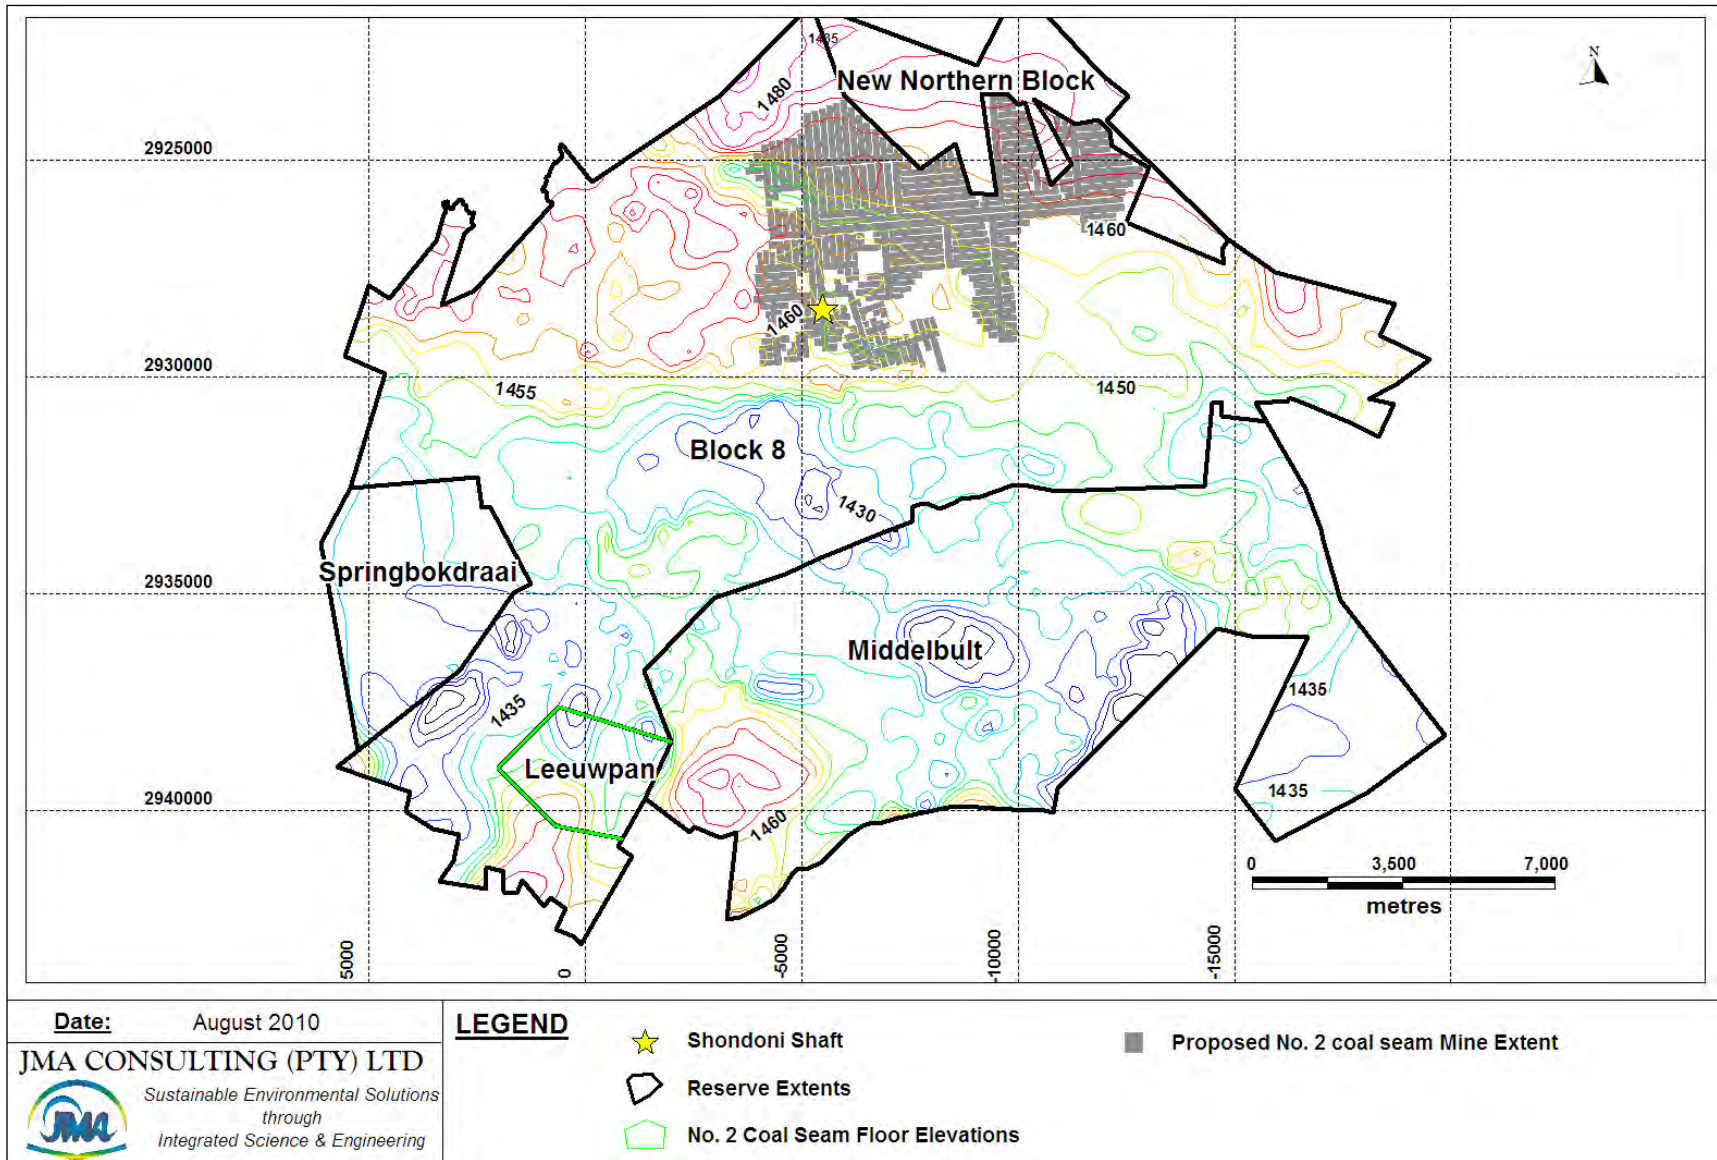 1435
N
New Northern Block
1480
2925000
1460
1460
2930000
1455
1450
Block 8
1430
Springbokdraai
2935000
Middelbult
1435
1435
Leeuwpan
2940000
1435
1460
0 3,500 7,000
metres
5000
0
-5000
-10000
-15000
Date: August 2010
LEGEND
Shondoni Shaft
Proposed No. 2 coal seam Mine Extent
JMA CONSULTING (PTY) LTD
Reserve Extents
Sustainable Environmental Solutions
through
Integrated Science & Engineering
JMA
No. 2 Coal Seam Floor Elevations